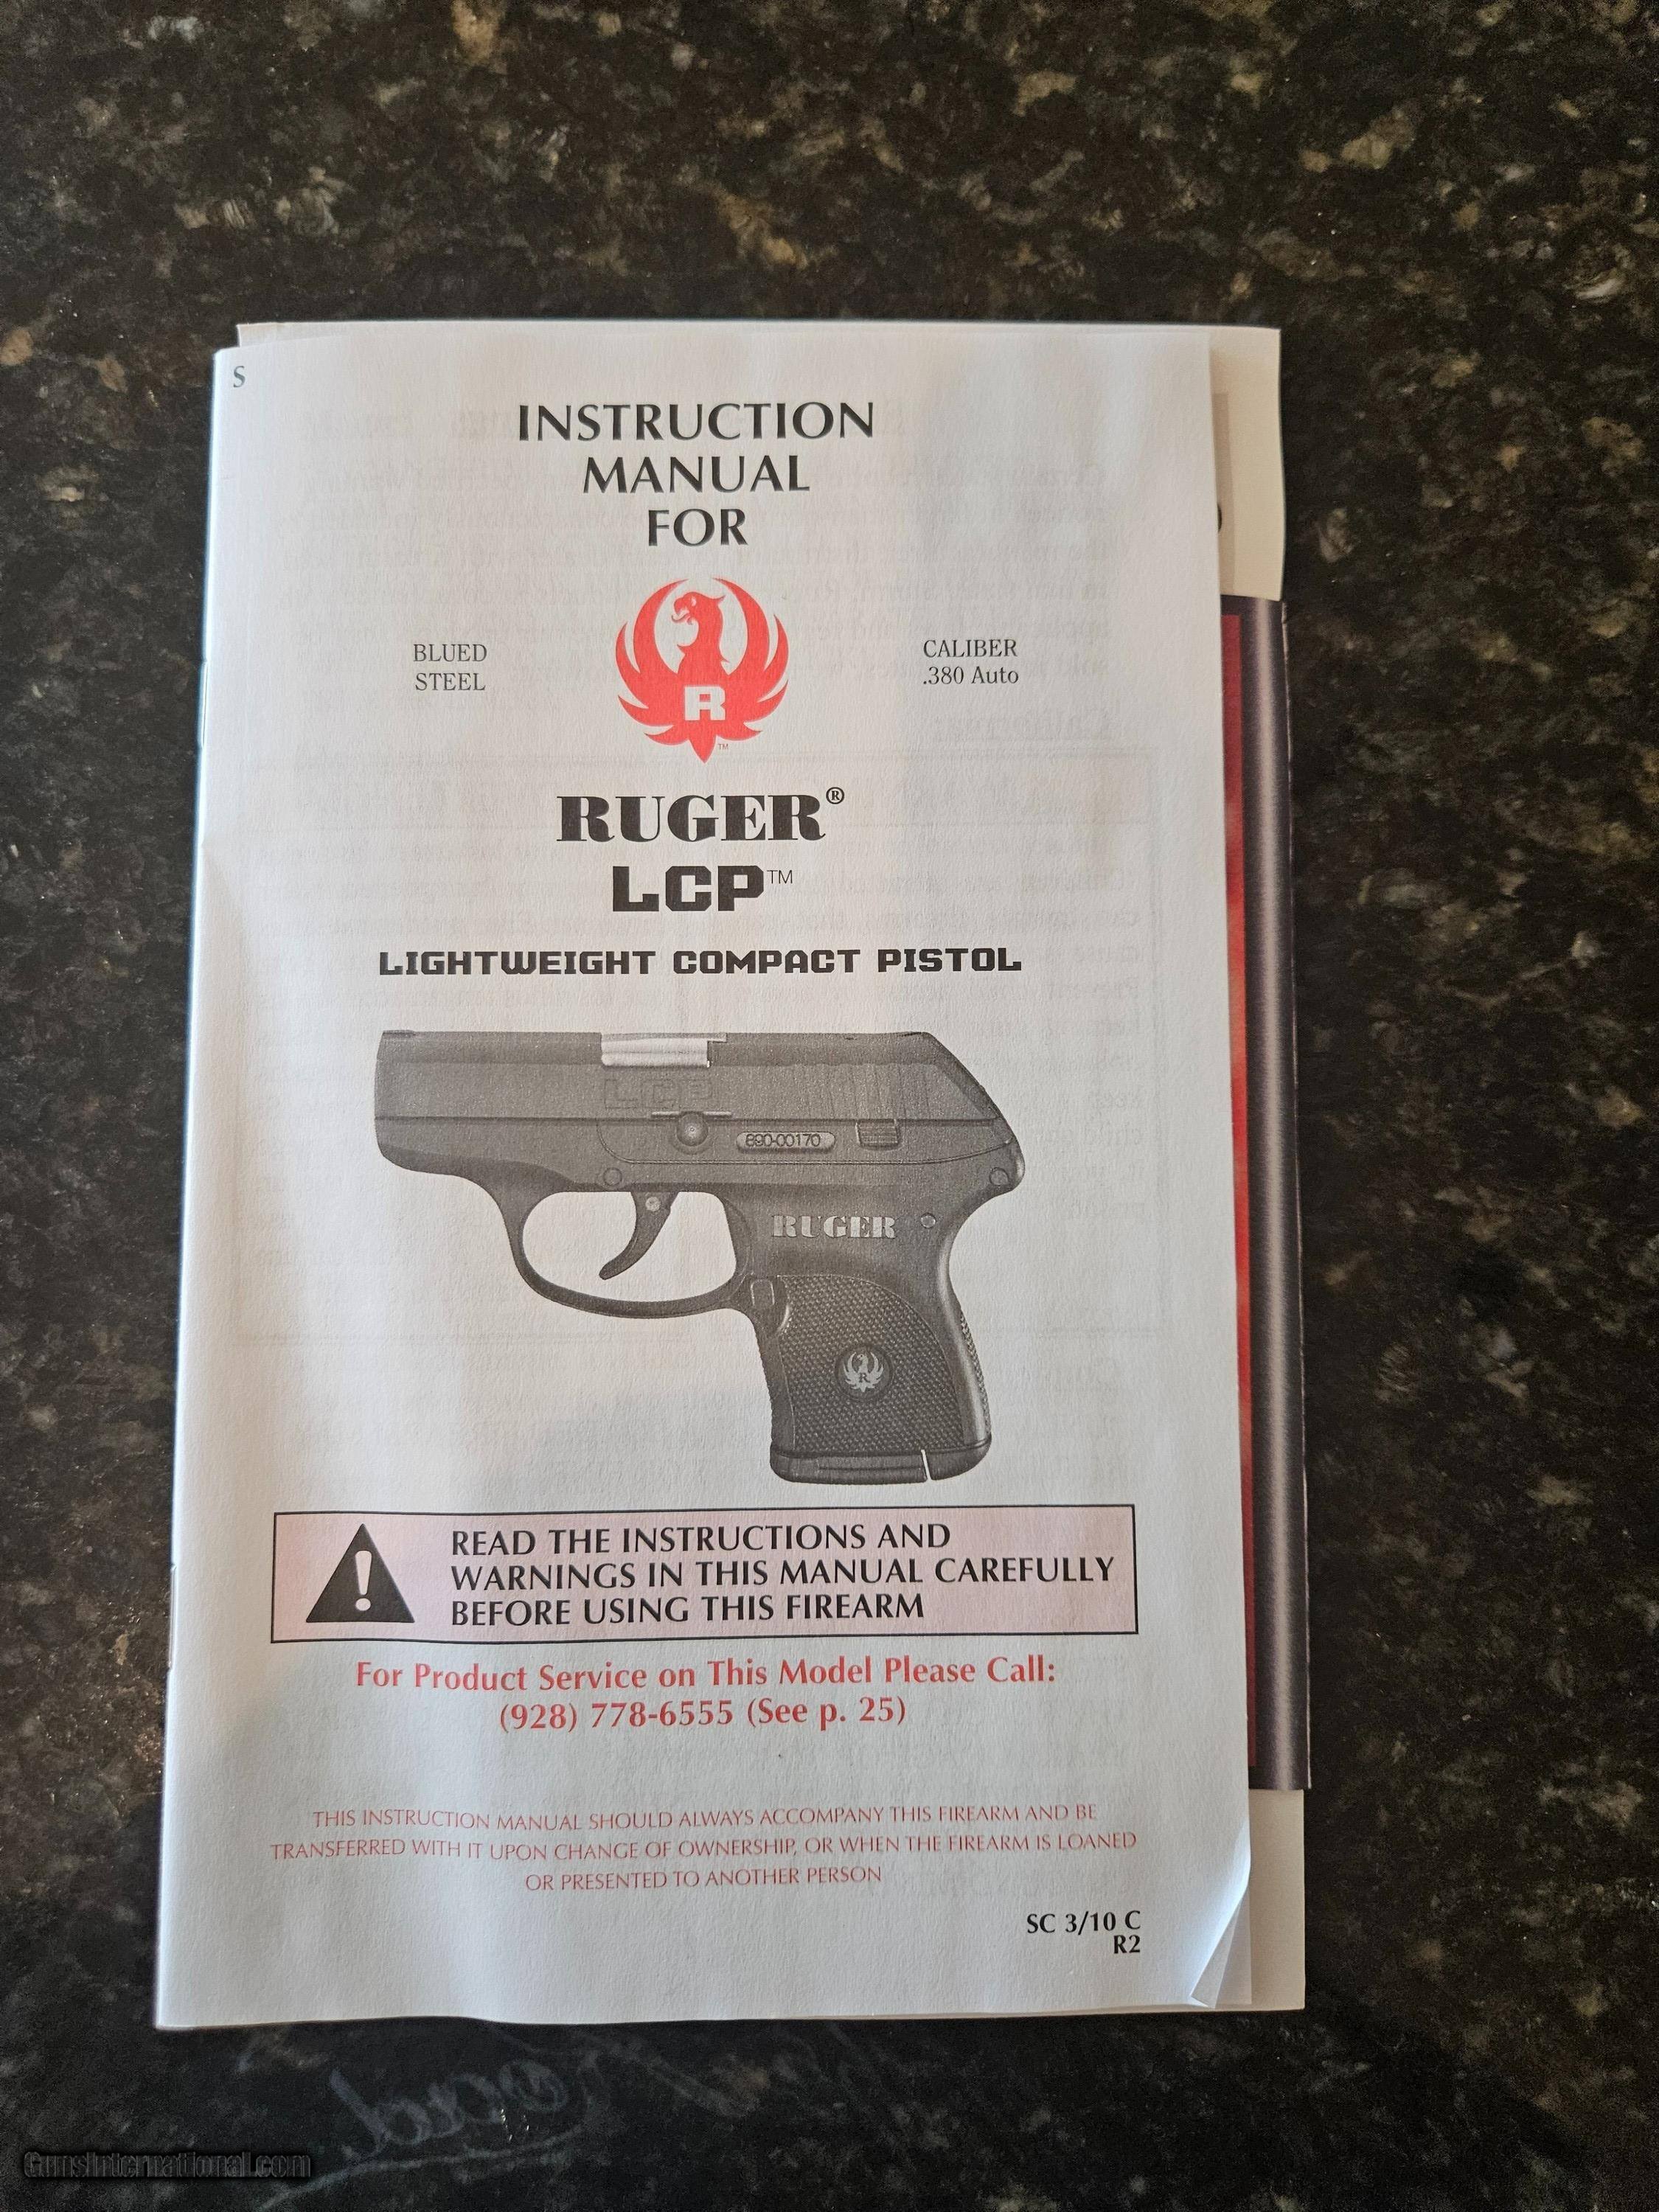 S
INSTRUCTION
MANUAL
FOR
BLUED
STEEL
CALIBER
.380 Auto
R
TM
RUGER®
LCP™
LIGHTWEIGHT COMPACT PISTOL
LCP
890-00170
RUGER
R
READ THE INSTRUCTIONS AND
WARNINGS IN THIS MANUAL CAREFULLY
BEFORE USING THIS FIREARM
For Product Service on This Model Please Call:
(928) 778-6555 (See p. 25)
THIS INSTRUCTION MANUAL SHOULD ALWAYS ACCOMPANY THIS FIREARM AND BE
TRANSFERRED WITH IT UPON CHANGE OF OWNERSHIP, OR WHEN THE FIREARM IS LOANED
OR PRESENTED TO ANOTHER PERSON
SC 3/10 C
R2
GunsInternational.com